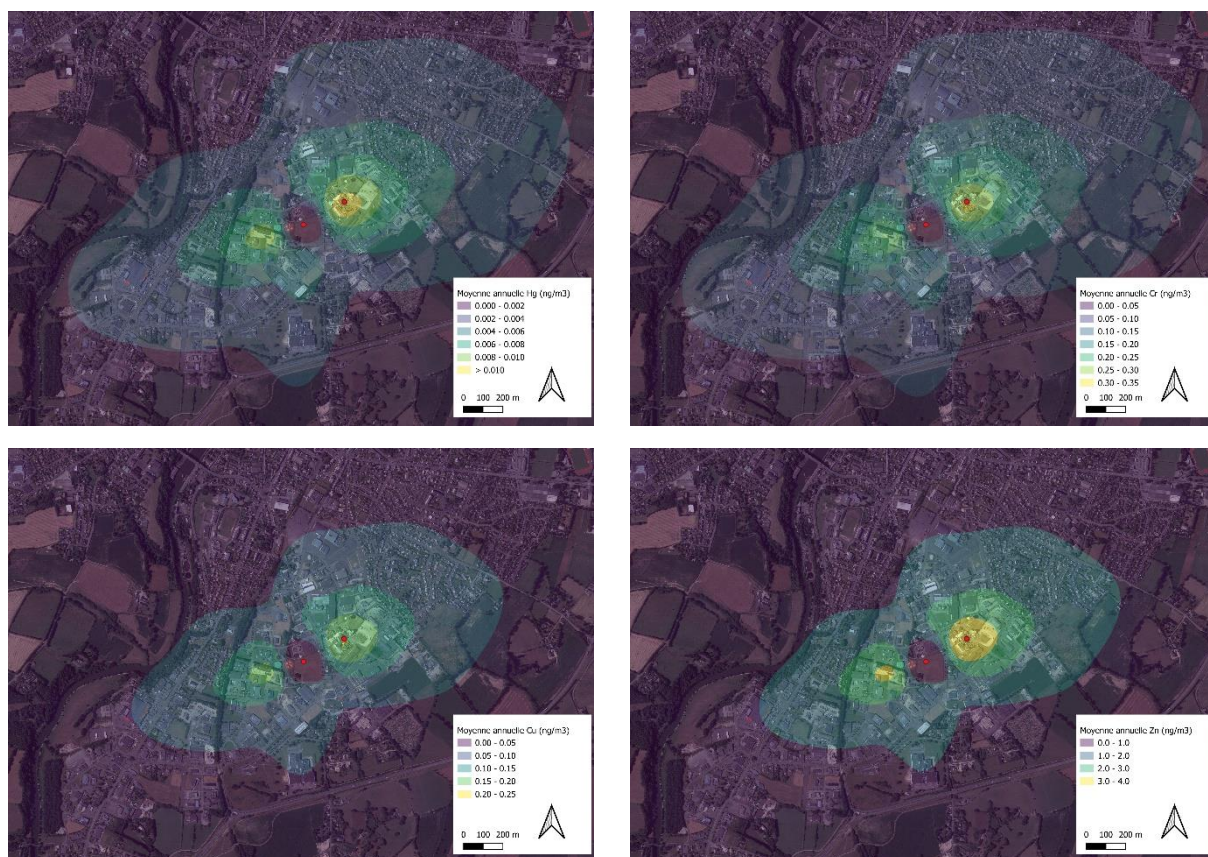 Moyenne annuelle Hg (ng/m3)
0.000 - 0.002
0.002 - 0.004
0.004 - 0.006
0.006 - 0.008
0.008 - 0.010
> 0.010
0 100 200 m
Moyenne annuelle Cr (ng/m3)
0.00 - 0.05
0.05 - 0.10
0.10 - 0.15
0.15 - 0.20
0.20 - 0.25
0.25 - 0.30
0.30 - 0.35
0 100 200 m
Moyenne annuelle Cu (ng/m3)
0.00 - 0.05
0.05 - 0.10
0.10 - 0.15
0.15 - 0.20
0.20 - 0.25
0 100 200 m
Moyenne annuelle Zn (ng/m3)
0.0 - 1.0
1.0 - 2.0
2.0 - 3.0
3.0 - 4.0
0 100 200 m